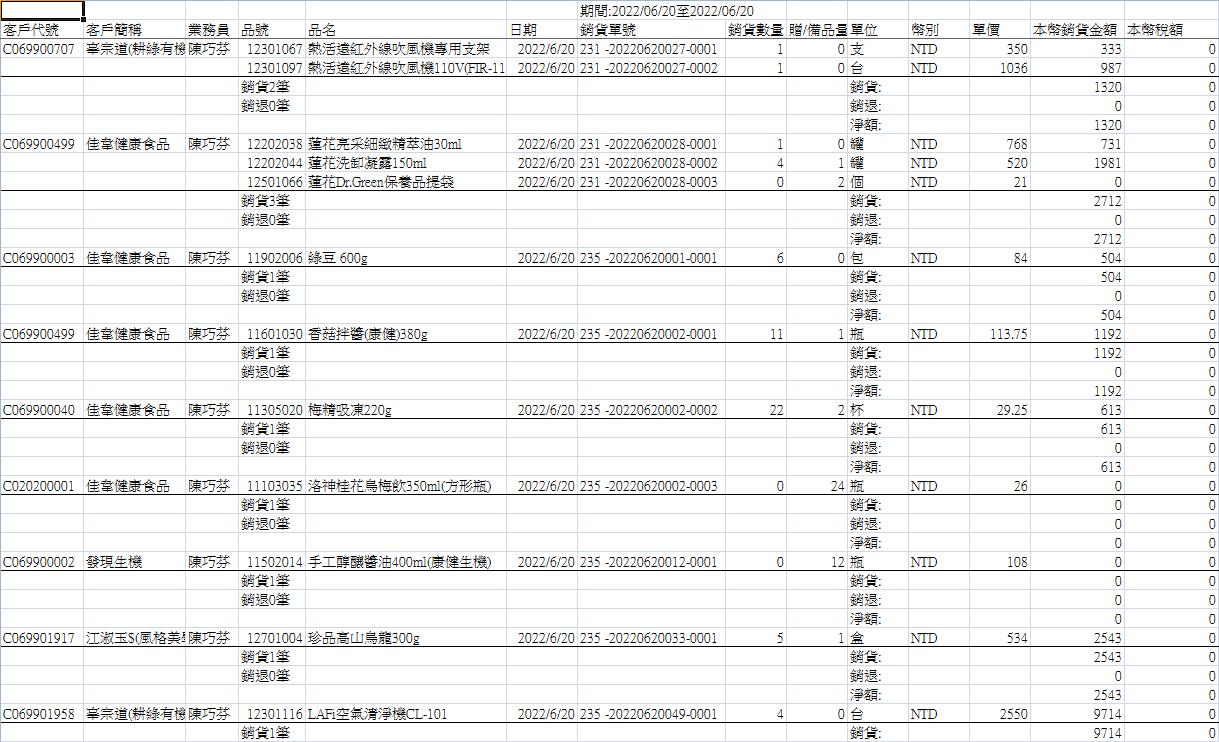 期間:2022/06/20至2022/06/20
客戶代號 客戶簡稱 業務員 品號 品名 日期 銷貨單號 銷貨數量 贈/備品量 單位 幣別 單價 本幣銷貨金額 本幣稅額
C069900707 辜宗道(耕綠有機 陳巧芬 12301067 熱活遠紅外線吹風機專用支架 2022/6/20 231 -20220620027-0001 1 0 支 NTD 350 333 0
12301097 熱活遠紅外線吹風機110V(FIR-11 2022/6/20 231 -20220620027-0002 1 0 台 NTD 1036 987 0
銷貨2筆 銷貨: 1320 0
銷退0筆 銷退: 0 0
淨額: 1320 0
C069900499 佳韋健康食品 陳巧芬 12202038 蓮花亮采細緻精萃油30ml 2022/6/20 231 -20220620028-0001 1 0 罐 NTD 768 731 0
12202044 蓮花洗卸凝露150ml 2022/6/20 231 -20220620028-0002 4 1 罐 NTD 520 1981 0
12501066 蓮花Dr.Green保養品提袋 2022/6/20 231 -20220620028-0003 0 2 個 NTD 21 0 0
銷貨3筆 銷貨: 2712 0
銷退0筆 銷退: 0 0
淨額: 2712 0
C069900003 佳韋健康食品 陳巧芬 11902006 綠豆 600g 2022/6/20 235 -20220620001-0001 6 0 包 NTD 84 504 0
銷貨1筆 銷貨: 504 0
銷退0筆 銷退: 0 0
淨額: 504 0
C069900499 佳韋健康食品 陳巧芬 11601030 香菇拌醬(康健)380g 2022/6/20 235 -20220620002-0001 11 1 瓶 NTD 113.75 1192 0
銷貨1筆 銷貨: 1192 0
銷退0筆 銷退: 0 0
淨額: 1192 0
C069900040 佳韋健康食品 陳巧芬 11305020 梅精吸凍220g 2022/6/20 235 -20220620002-0002 22 2 杯 NTD 29.25 613 0
銷貨1筆 銷貨: 613 0
銷退0筆 銷退: 0 0
淨額: 613 0
C020200001 佳韋健康食品 陳巧芬 11103035 洛神桂花烏梅飲350ml(方形瓶) 2022/6/20 235 -20220620002-0003 0 24 瓶 NTD 26 0 0
銷貨1筆 銷貨: 0 0
銷退0筆 銷退: 0 0
淨額: 0 0
C069900002 發現生機 陳巧芬 11502014 手工醇釀醬油400ml(康健生機) 2022/6/20 235 -20220620012-0001 0 12 瓶 NTD 108 0 0
銷貨1筆 銷貨: 0 0
銷退0筆 銷退: 0 0
淨額: 0 0
C069901917 江淑玉$(風格美學 陳巧芬 12701004 珍品高山烏龍300g 2022/6/20 235 -20220620033-0001 5 1 盒 NTD 534 2543 0
銷貨1筆 銷貨: 2543 0
銷退0筆 銷退: 0 0
淨額: 2543 0
C069901958 辜宗道(耕綠有機 陳巧芬 12301116 LAFi空氣清淨機CL-101 2022/6/20 235 -20220620049-0001 4 0 台 NTD 2550 9714 0
銷貨1筆 銷貨: 9714 0